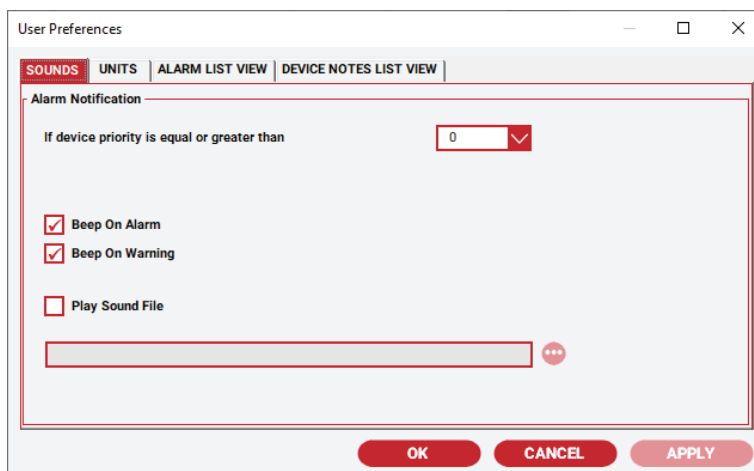 User Preferences
SOUNDS UNITS ALARM LIST VIEW DEVICE NOTES LIST VIEW
Alarm Notification
If device priority is equal or greater than 0
Beep On Alarm
Beep On Warning
Play Sound File
OK CANCEL APPLY